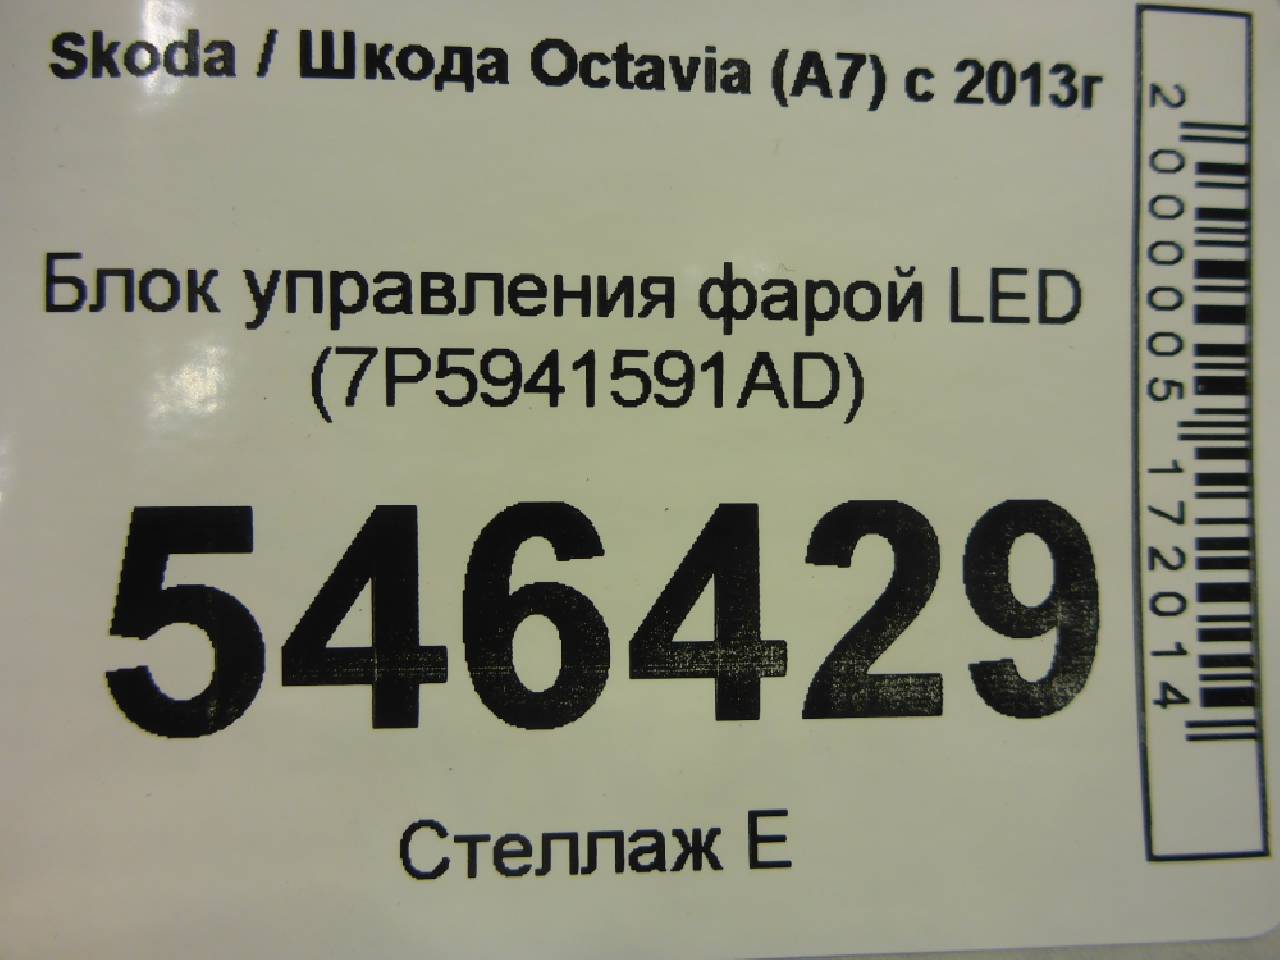 Skoda / Шкода Octavia (A7) с 2013г
Блок управления фарой LED
(7P5941591AD)
546429
Стеллаж Е
2000005172014